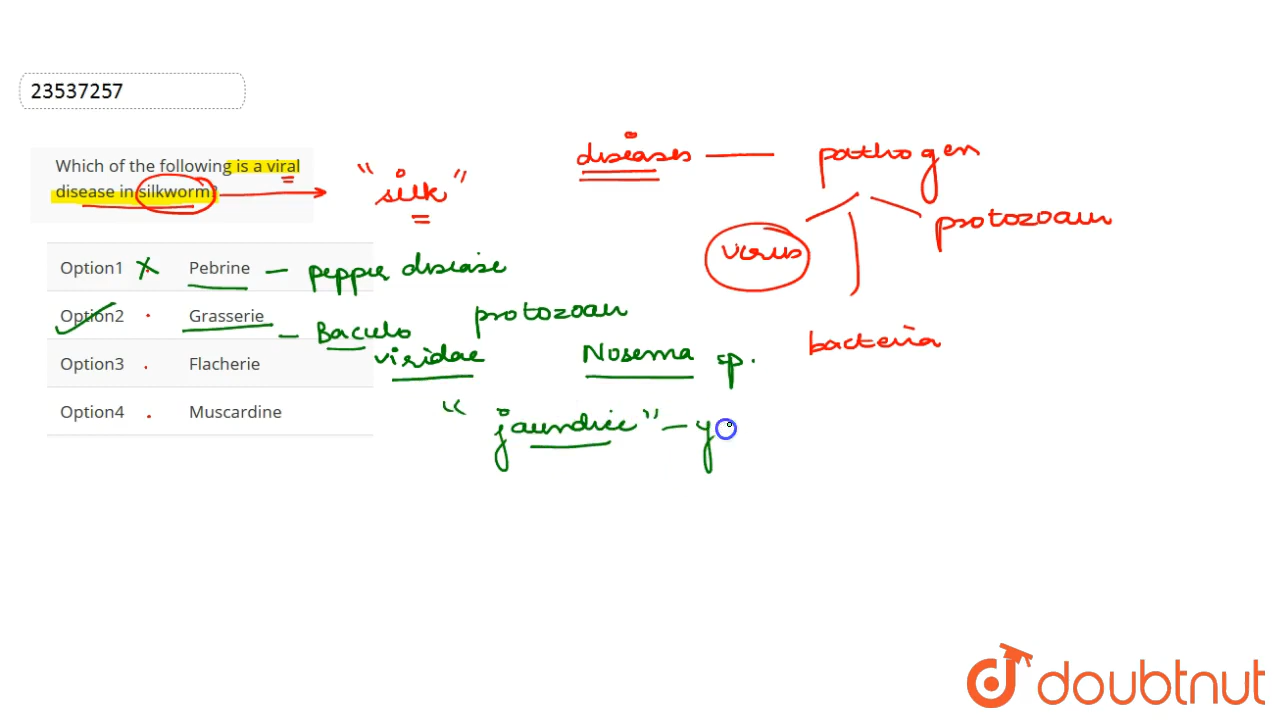 23537257
Which of the following is a viral
disease in silkworm?
"silk"
diseases — pathogen
virus
protozoan
bacteria
Option1 Pebrine — pepper disease
protozoan
Nosema sp.
Option2 Grasserie — Baculo
viridae
"jaundice" — y
Option3 Flacherie
Option4 Muscardine
doubtnut